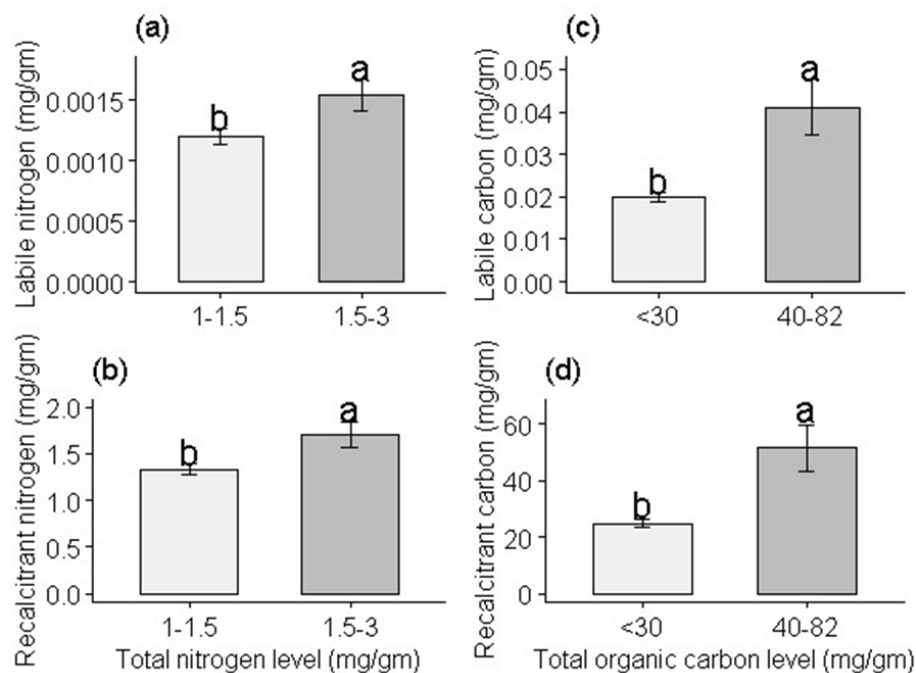 (a)
Labile nitrogen (mg/gm)
0.0015
0.0010
0.0005
0.0000
b
a
1-1.5
1.5-3
(c)
Labile carbon (mg/gm)
0.05
0.04
0.03
0.02
0.01
0.00
b
a
<30
40-82
(b)
Recalcitrant nitrogen (mg/gm)
2.0
1.5
1.0
0.5
0.0
b
a
1-1.5
1.5-3
Total nitrogen level (mg/gm)
(d)
Recalcitrant carbon (mg/gm)
60
40
20
0
b
a
<30
40-82
Total organic carbon level (mg/gm)